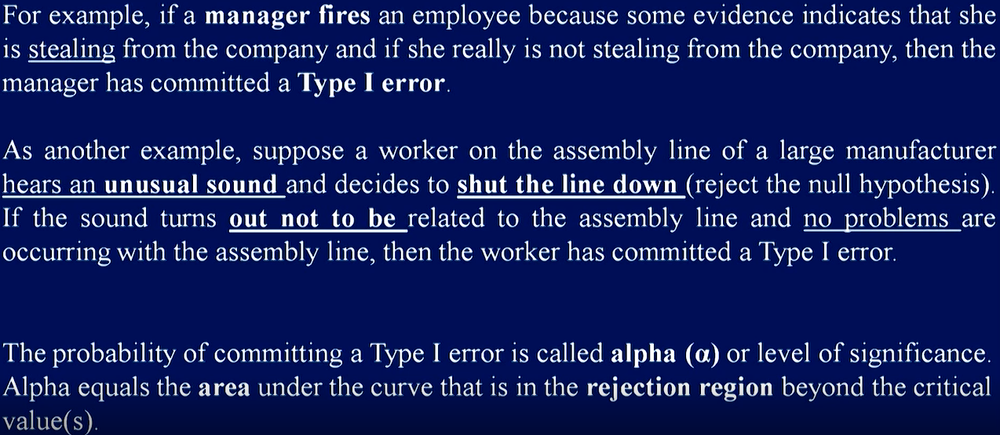 For example, if a manager fires an employee because some evidence indicates that she
is stealing from the company and if she really is not stealing from the company, then the
manager has committed a Type I error.
As another example, suppose a worker on the assembly line of a large manufacturer
hears an unusual sound and decides to shut the line down (reject the null hypothesis).
If the sound turns out not to be related to the assembly line and no problems are
occurring with the assembly line, then the worker has committed a Type I error.
The probability of committing a Type I error is called alpha (α) or level of significance.
Alpha equals the area under the curve that is in the rejection region beyond the critical
value(s).